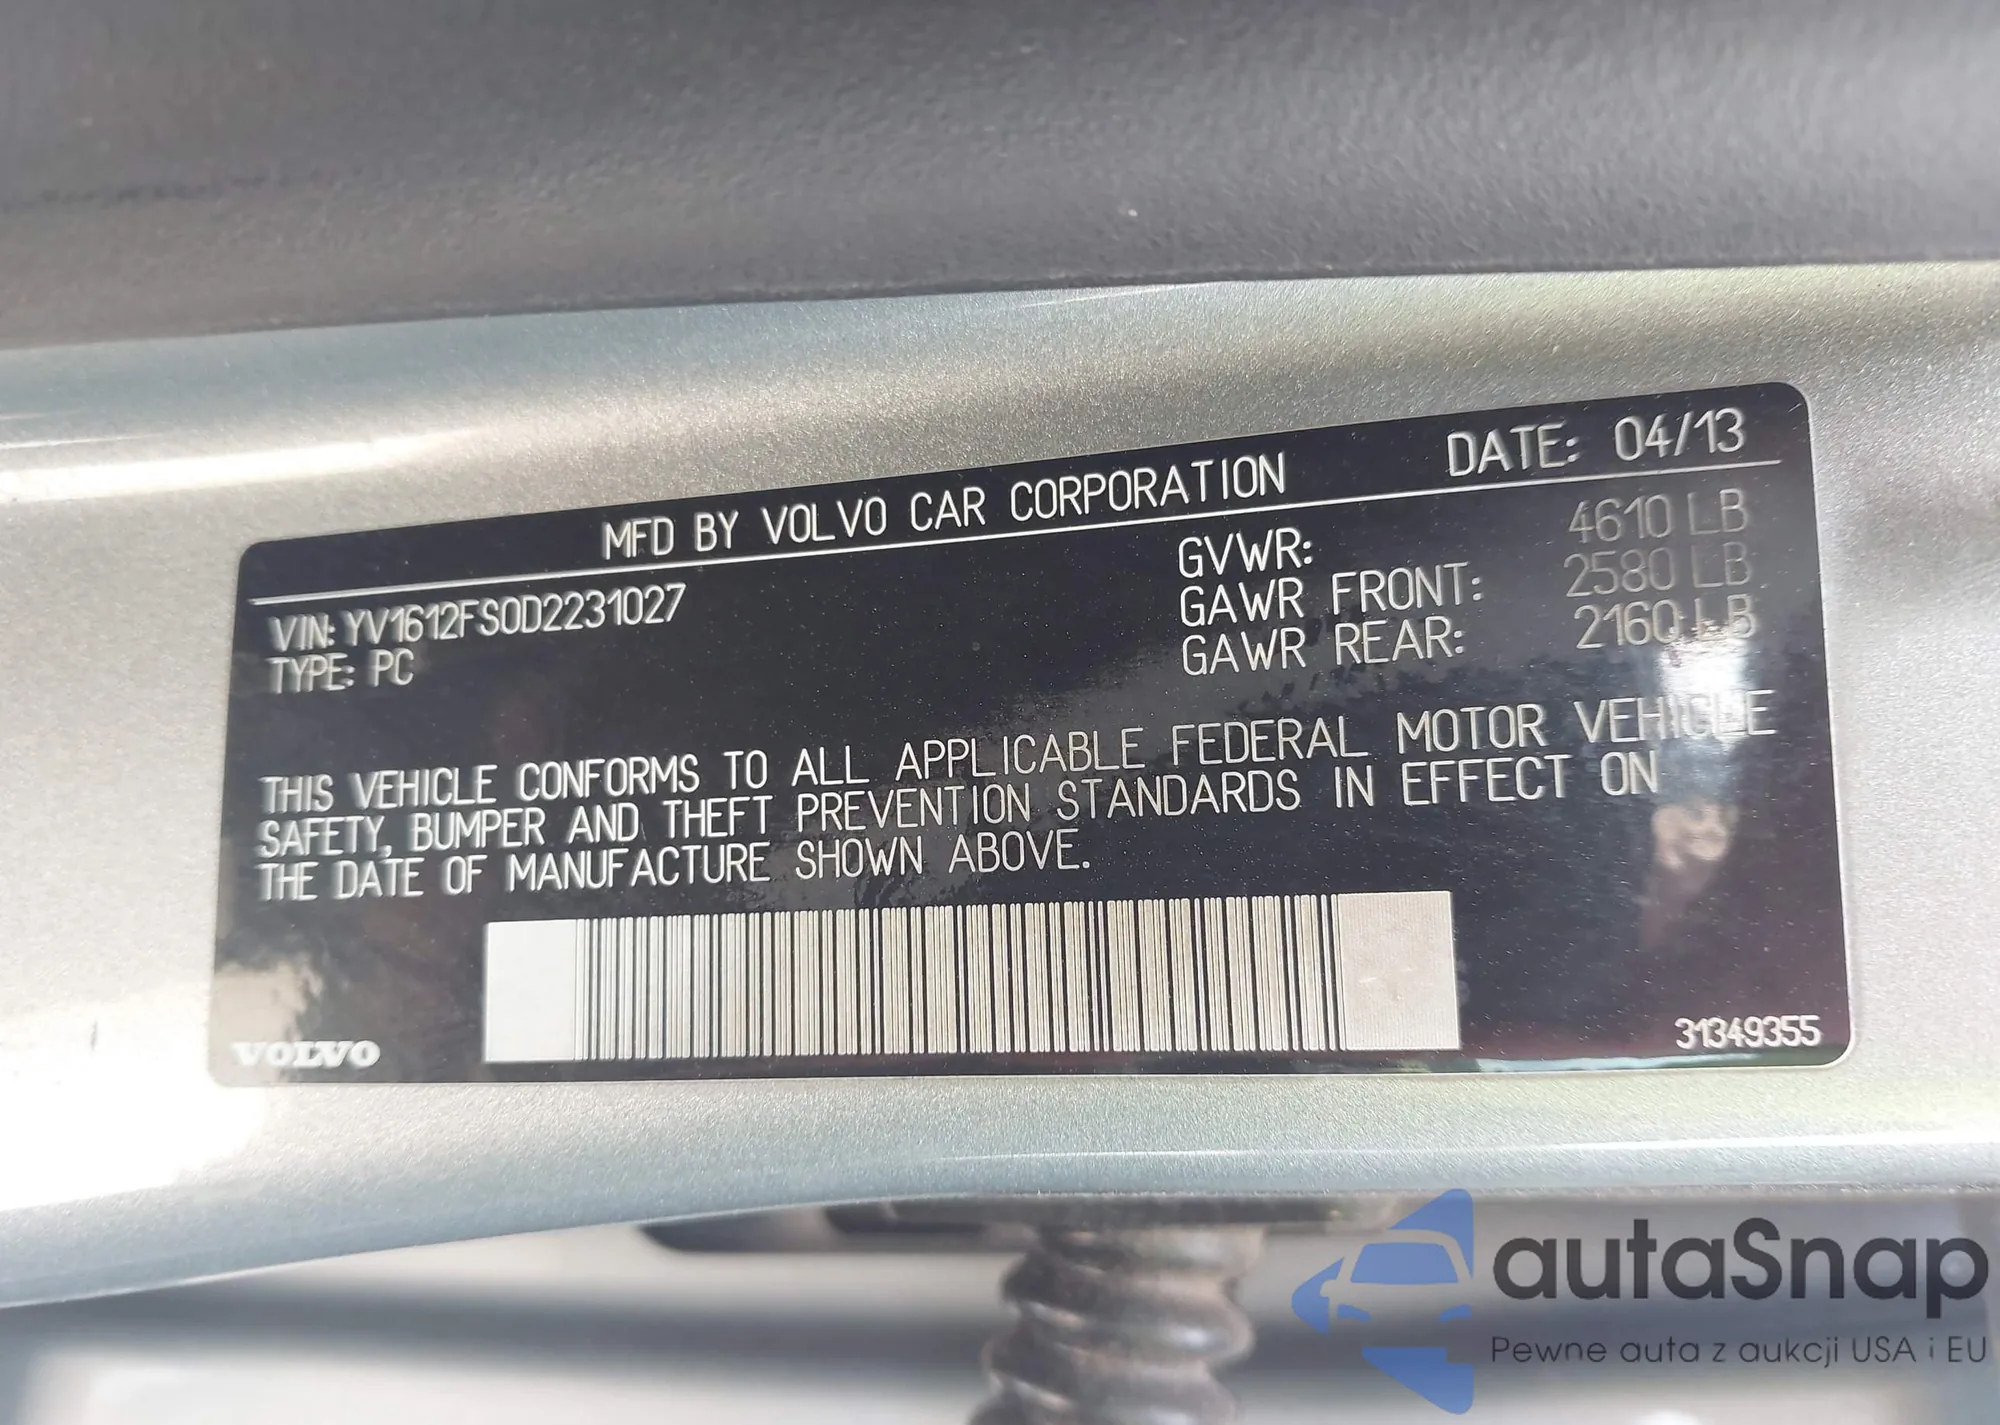 MFD BY VOLVO CAR CORPORATION DATE: 04/13
VIN: YV1612FS0D2231027
TYPE: PC
GVWR: 4610 LB
GAWR FRONT: 2580 LB
GAWR REAR: 2160 LB
THIS VEHICLE CONFORMS TO ALL APPLICABLE FEDERAL MOTOR VEHICLE
SAFETY, BUMPER AND THEFT PREVENTION STANDARDS IN EFFECT ON
THE DATE OF MANUFACTURE SHOWN ABOVE.
VOLVO
31349355
autaSnap
Pewne auta z aukcji USA i EU